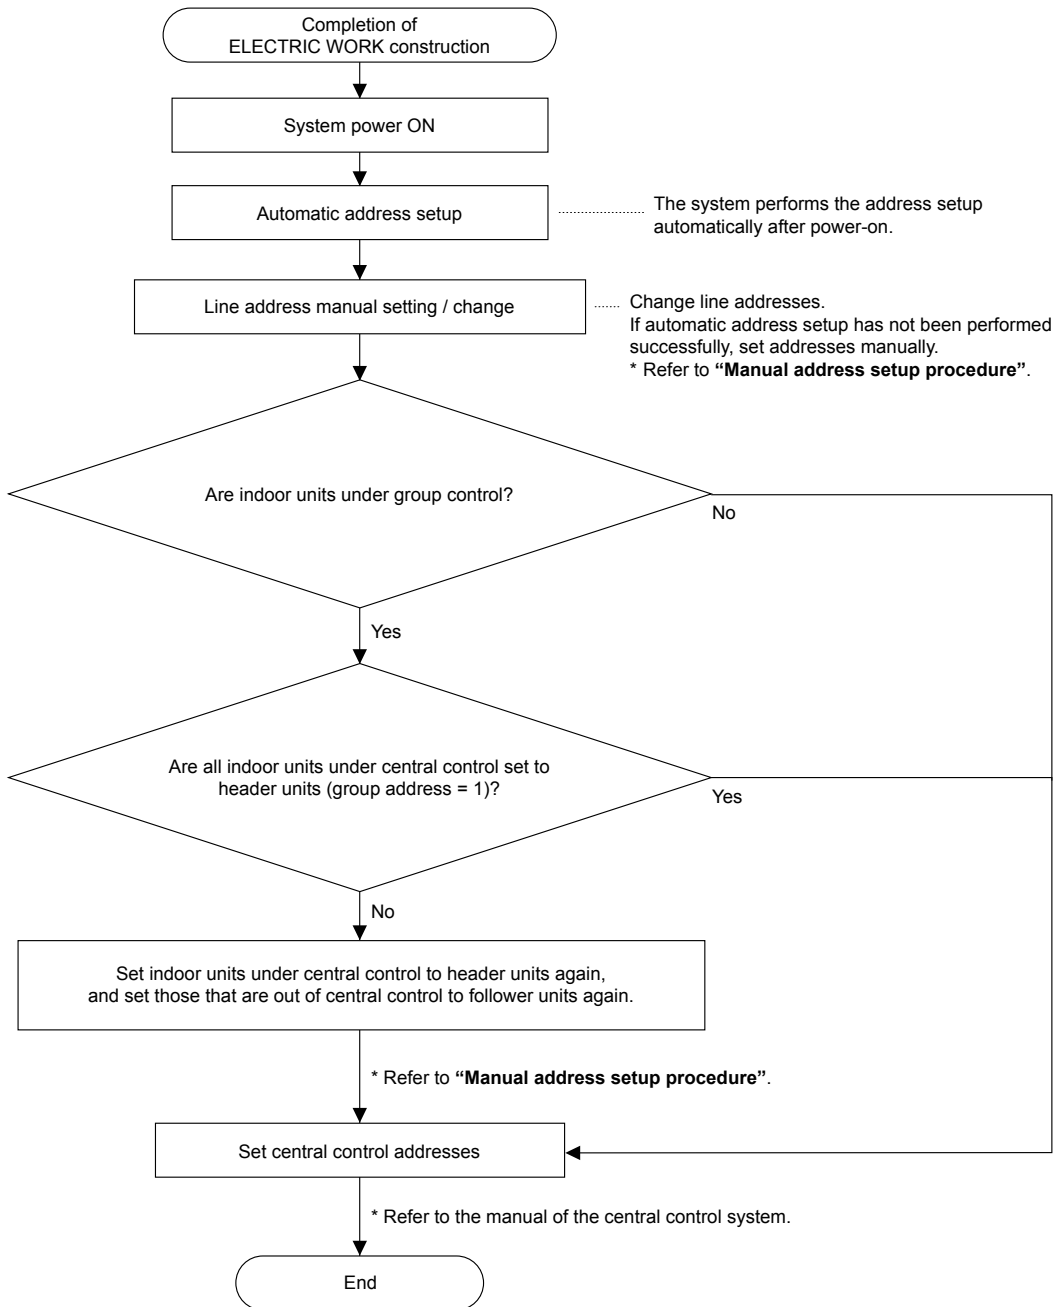 Completion of
ELECTRIC WORK construction
System power ON
Automatic address setup
The system performs the address setup
automatically after power-on.
Line address manual setting / change
Change line addresses.
If automatic address setup has not been performed
successfully, set addresses manually.
* Refer to “Manual address setup procedure”.
Are indoor units under group control?
No
Yes
Are all indoor units under central control set to
header units (group address = 1)?
Yes
No
Set indoor units under central control to header units again,
and set those that are out of central control to follower units again.
* Refer to “Manual address setup procedure”.
Set central control addresses
* Refer to the manual of the central control system.
End